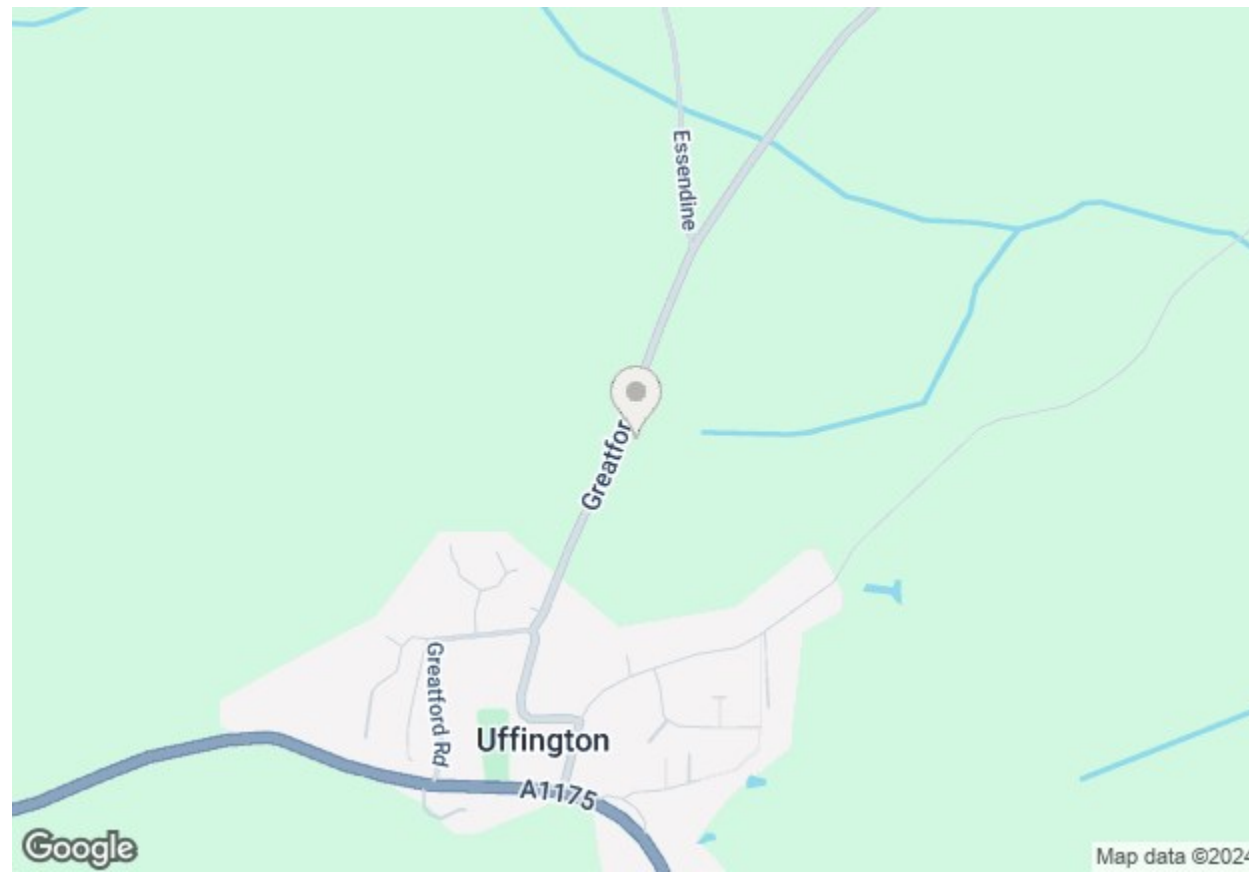 Essendine
Greatfor
Greatford Rd
Uffington
A1175
Google
Map data ©2024